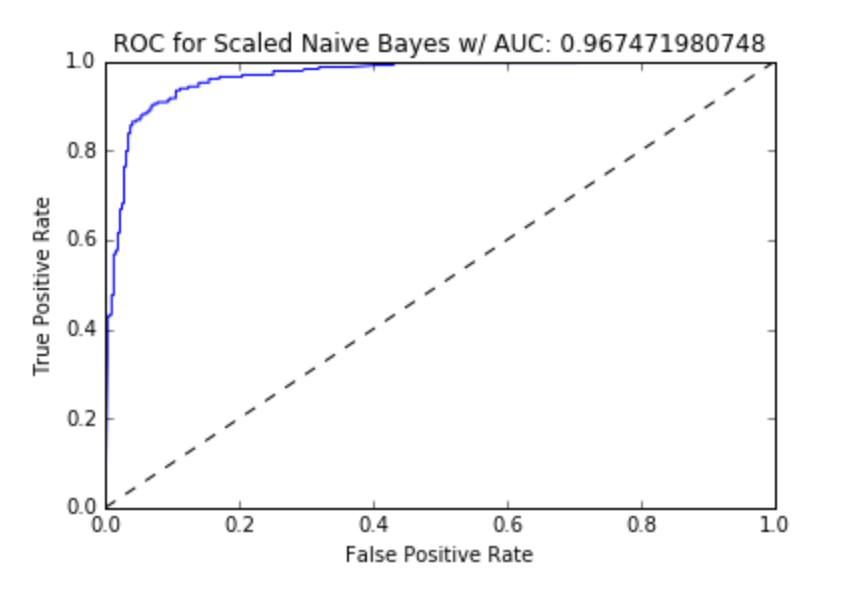 ROC for Scaled Naive Bayes w/ AUC: 0.967471980748
1.0
0.8
0.6
0.4
0.2
0.0
True Positive Rate
0.0 0.2 0.4 0.6 0.8 1.0
False Positive Rate